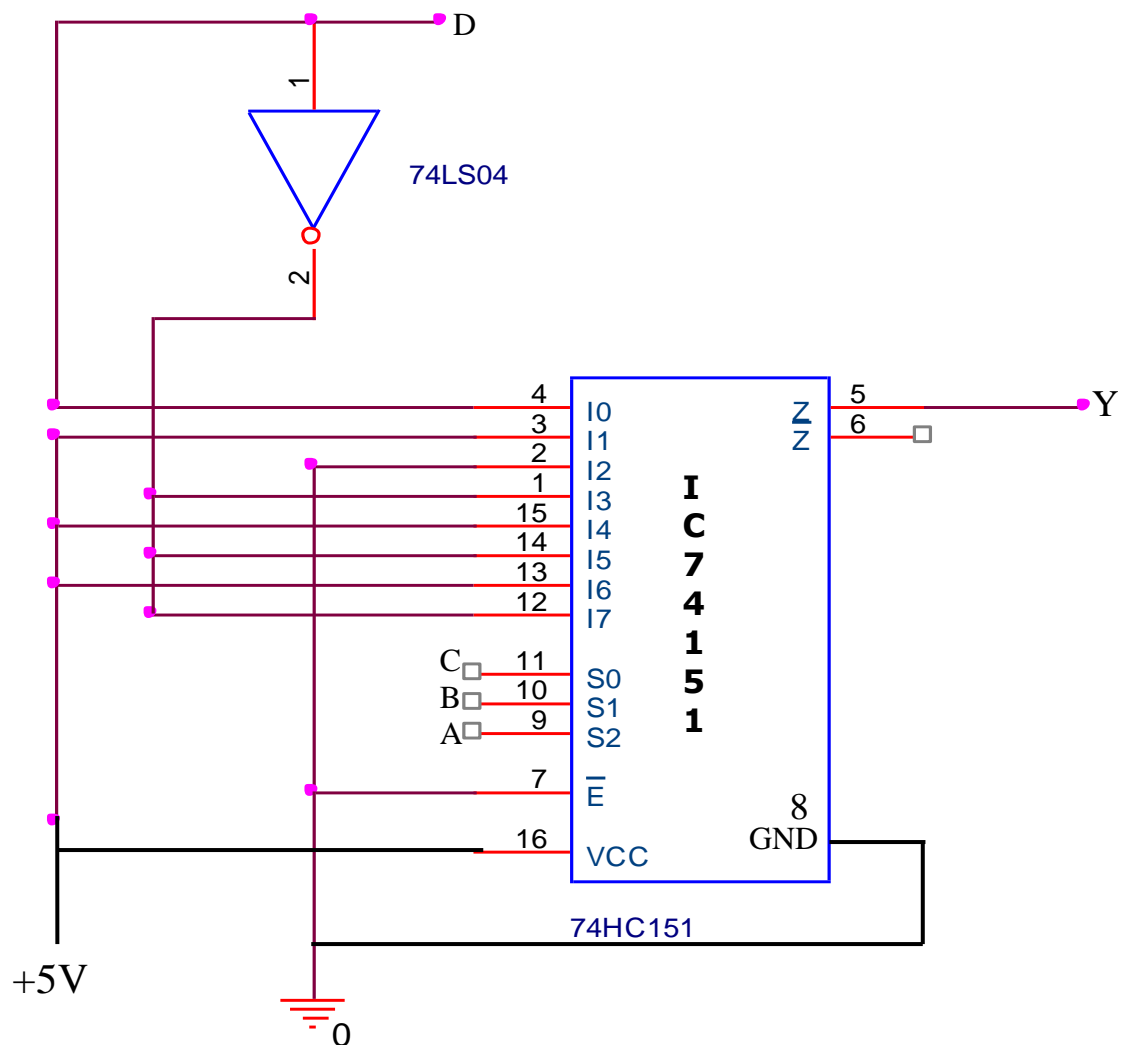 D
1
74LS04
2
4 I0 Z 5 Y
3 I1 Z 6
2 I2
1 I3
15 I4
14 I5
13 I6
12 I7
I
C
7
4
1
5
1
C 11 S0
B 10 S1
A 9 S2
7 E
8
16 VCC GND
74HC151
+5V
0